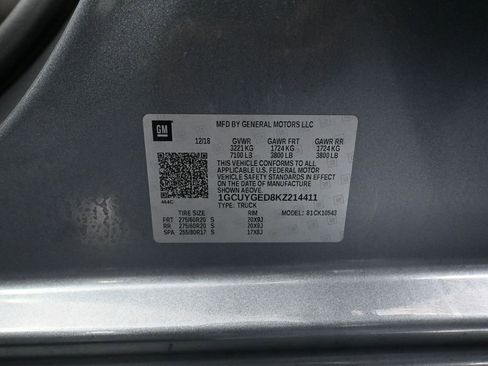 GM
MFD BY GENERAL MOTORS LLC
12/18 GVWR GAWR FRT GAWR RR
3221 KG 1724 KG 1724 KG
7100 LB 3800 LB 3800 LB
THIS VEHICLE CONFORMS TO ALL
APPLICABLE U.S. FEDERAL MOTOR
VEHICLE SAFETY STANDARDS IN EFFECT
ON THE DATE OF MANUFACTURE
SHOWN ABOVE.
1GCUYGED8KZ214411
TYPE: TRUCK
TIRE SIZE RIM MODEL: 81CK10543
FRT 275/60R20 S 20X9J
RR 275/60R20 S 20X9J
SPA 255/80R17 S 17X8J